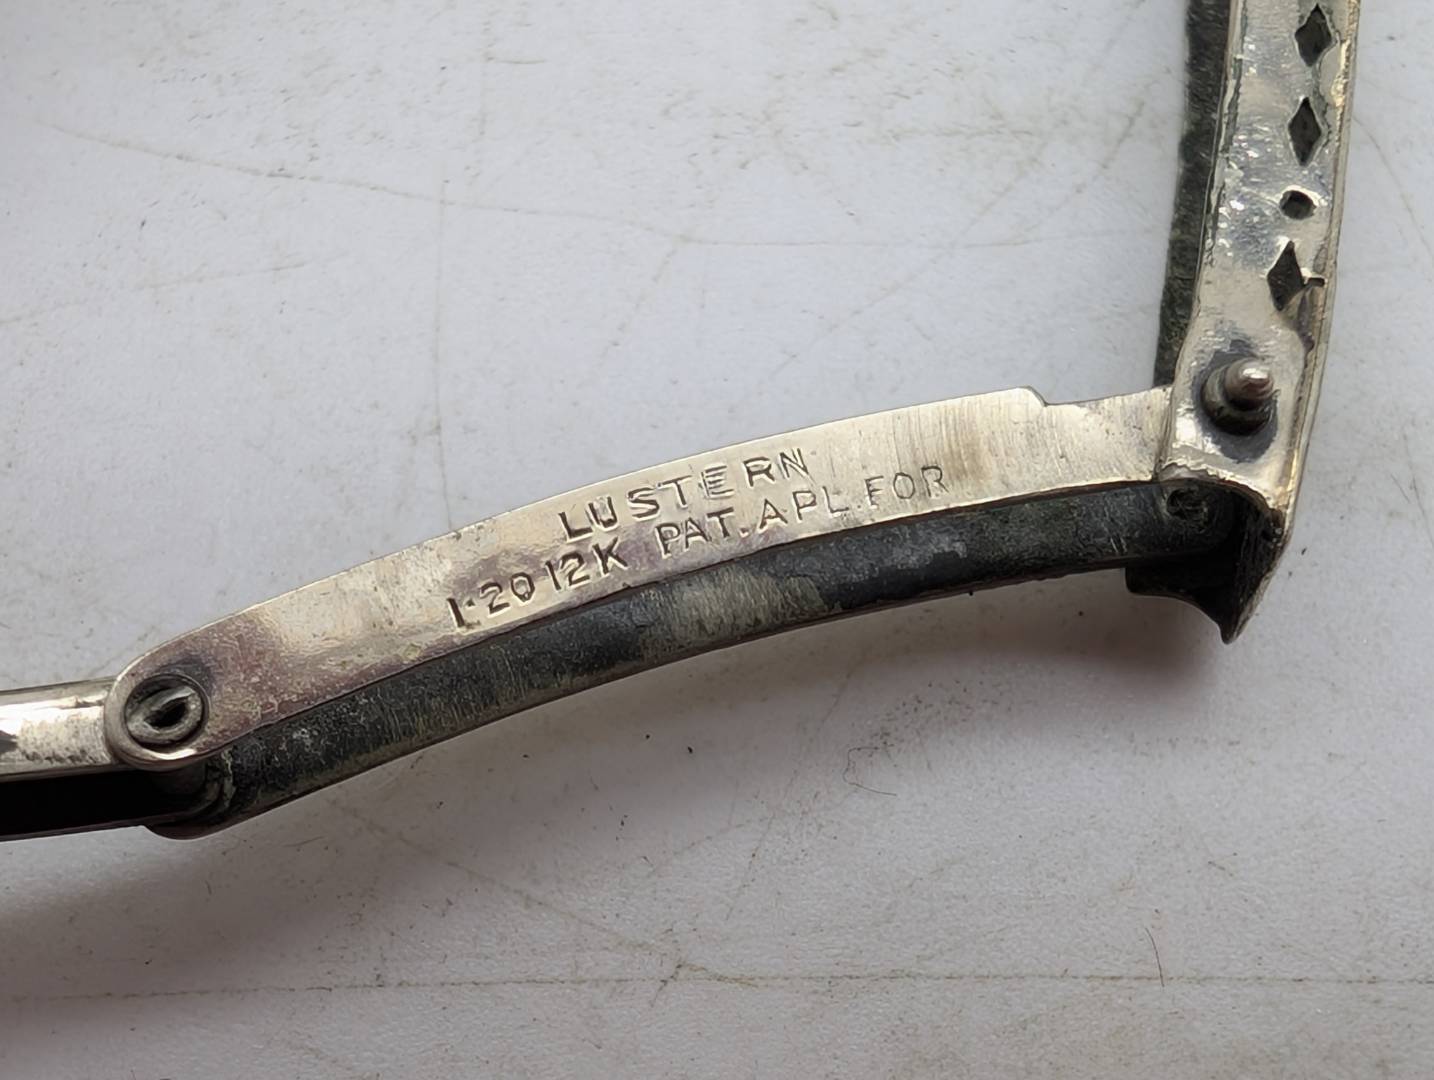 LUSTERN
1·20 12K PAT. APL. FOR